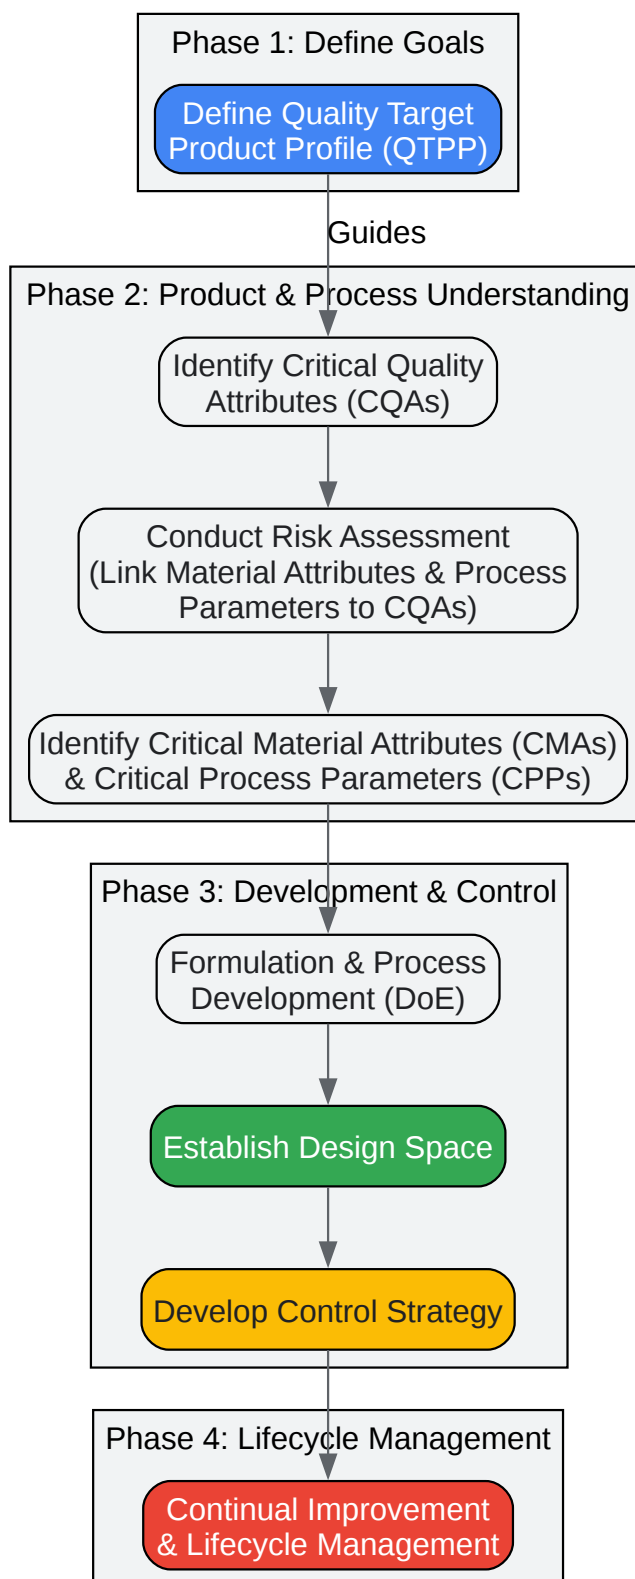 Phase 1: Define Goals
Define Quality Target
Product Profile (QTPP)
Guides
Phase 2: Product & Process Understanding
Identify Critical Quality
Attributes (CQAs)
Conduct Risk Assessment
(Link Material Attributes & Process
Parameters to CQAs)
Identify Critical Material Attributes (CMAs)
& Critical Process Parameters (CPPs)
Phase 3: Development & Control
Formulation & Process
Development (DoE)
Establish Design Space
Develop Control Strategy
Phase 4: Lifecycle Management
Continual Improvement
& Lifecycle Management